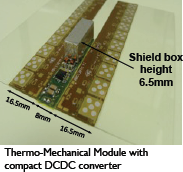 Shield box
height
6.5mm
16.5mm
8mm
16.5mm
Thermo-Mechanical Module with
compact DCDC converter